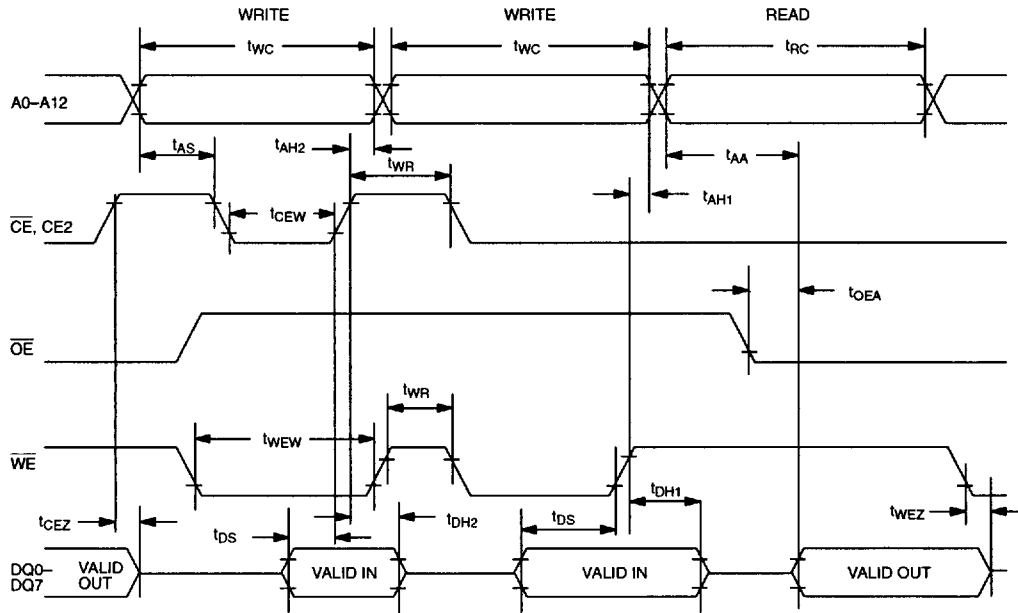 WRITE WRITE READ
tWC tWC tRC
A0–A12
tAS tAH2 tWR tAA
tAH1
CE, CE2 tCEW
tOEA
OE
tWR
tWEW
WE
tCEZ tDS tDH2 tDS tDH1 tWEZ
DQ0–
DQ7
VALID
OUT
VALID IN VALID IN VALID OUT